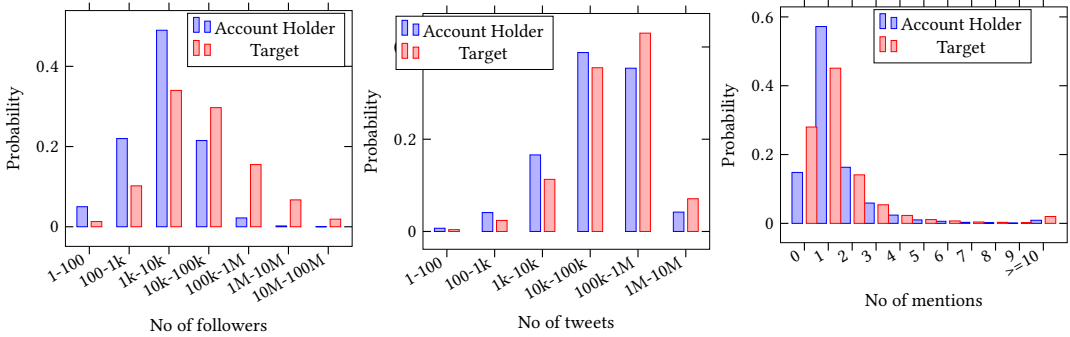 Account Holder
Target
0.4
0.2
0
Probability
1-100
100-1k
1k-10k
10k-100k
100k-1M
1M-10M
10M-100M
No of followers
Account Holder
Target
0.2
0
Probability
1-100
100-1k
1k-10k
10k-100k
100k-1M
1M-10M
No of tweets
Account Holder
Target
0.6
0.4
0.2
0
Probability
0
1
2
3
4
5
6
7
8
9
>=10
No of mentions